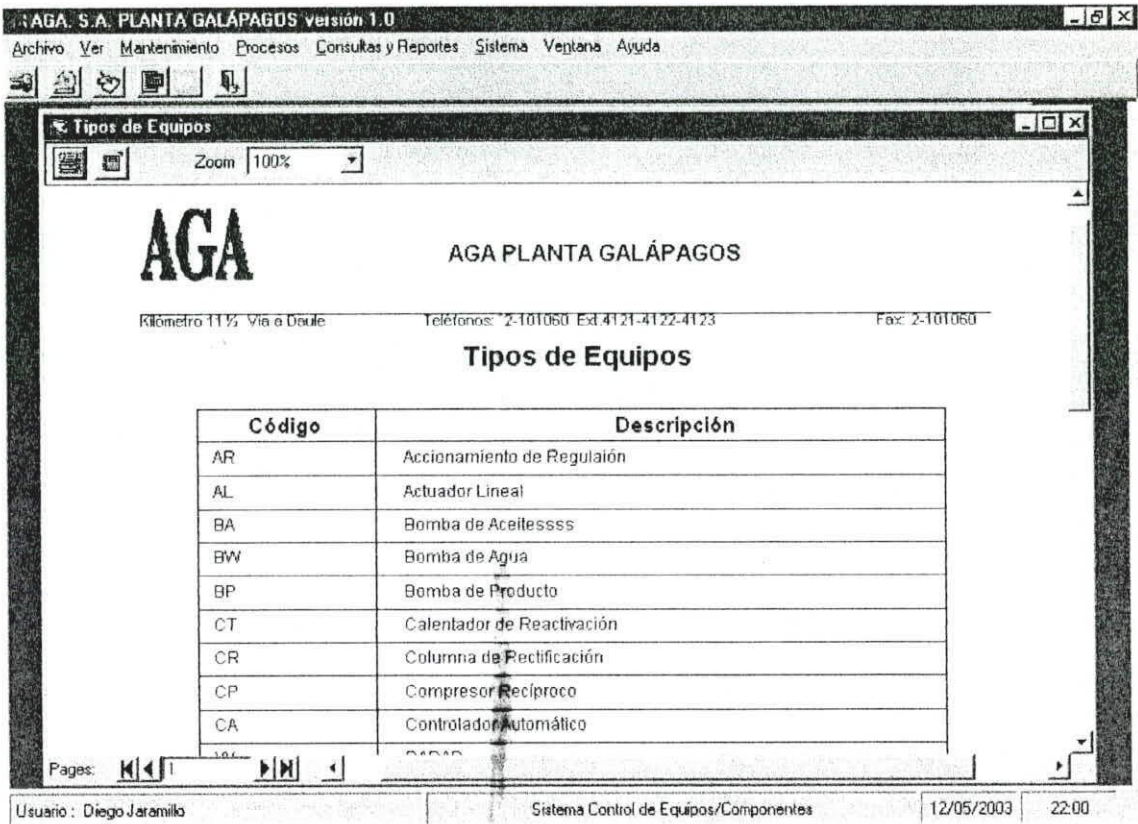 AGA. S.A. PLANTA GALÁPAGOS versión 1.0
Archivo Ver Mantenimiento Procesos Consultas y Reportes Sistema Ventana Ayuda
Tipos de Equipos
Zoom 100%
AGA
AGA PLANTA GALÁPAGOS
Kilómetro 11 ½ Vía a Daule Teléfonos: 2-101060 Ext.4121-4122-4123 Fax: 2-101060
Tipos de Equipos
Código Descripción
AR Accionamiento de Regulaión
AL Actuador Lineal
BA Bomba de Aceitessss
BW Bomba de Agua
BP Bomba de Producto
CT Calentador de Reactivación
CR Columna de Rectificación
CP Compresor Recíproco
CA Controlador Automático
Pages: 1
Usuario : Diego Jaramillo Sistema Control de Equipos/Componentes 12/05/2003 22:00